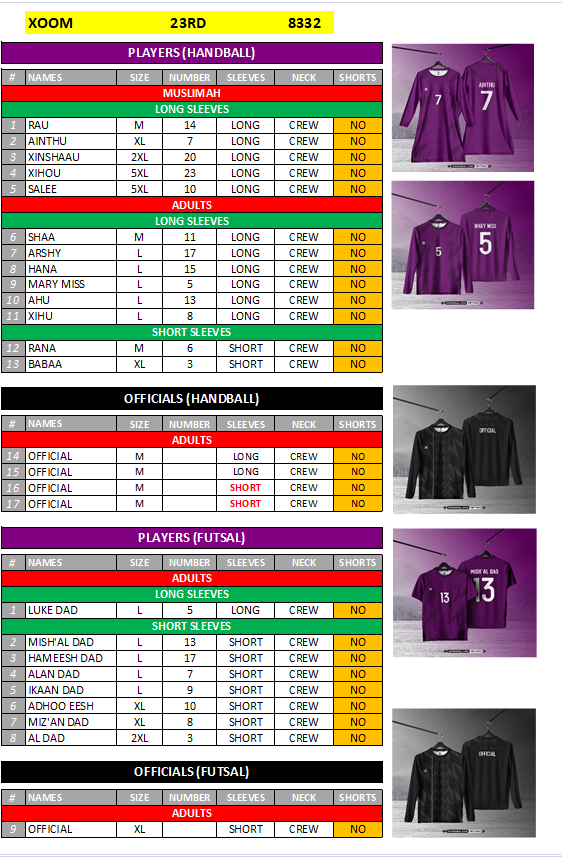 XOOM 23RD 8332
PLAYERS (HANDBALL)
# NAMES SIZE NUMBER SLEEVES NECK SHORTS
MUSLIMAH
LONG SLEEVES
1 RAU M 14 LONG CREW NO
2 AINTHU XL 7 LONG CREW NO
3 XINSHAAU 2XL 20 LONG CREW NO
4 XIHOU 5XL 23 LONG CREW NO
5 SALEE 5XL 10 LONG CREW NO
ADULTS
LONG SLEEVES
6 SHAA M 11 LONG CREW NO
7 ARSHY L 17 LONG CREW NO
8 HANA L 15 LONG CREW NO
9 MARY MISS L 5 LONG CREW NO
10 AHU L 13 LONG CREW NO
11 XIHU L 8 LONG CREW NO
SHORT SLEEVES
12 RANA M 6 SHORT CREW NO
13 BABAA XL 3 SHORT CREW NO
AINTHU
7
7
MARY MISS
5
5
OFFICIALS (HANDBALL)
# NAMES SIZE NUMBER SLEEVES NECK SHORTS
ADULTS
14 OFFICIAL M LONG CREW NO
15 OFFICIAL M LONG CREW NO
16 OFFICIAL M SHORT CREW NO
17 OFFICIAL M SHORT CREW NO
OFFICIAL
PLAYERS (FUTSAL)
# NAMES SIZE NUMBER SLEEVES NECK SHORTS
ADULTS
LONG SLEEVES
1 LUKE DAD L 5 LONG CREW NO
SHORT SLEEVES
2 MISH'AL DAD L 13 SHORT CREW NO
3 HAMEESH DAD L 17 SHORT CREW NO
4 ALAN DAD L 7 SHORT CREW NO
5 IKAAN DAD L 9 SHORT CREW NO
6 ADHOO EESH XL 10 SHORT CREW NO
7 MIZ'AN DAD XL 8 SHORT CREW NO
8 AL DAD 2XL 3 SHORT CREW NO
MISH'AL DAD
13
13
OFFICIALS (FUTSAL)
# NAMES SIZE NUMBER SLEEVES NECK SHORTS
ADULTS
9 OFFICIAL XL SHORT CREW NO
OFFICIAL